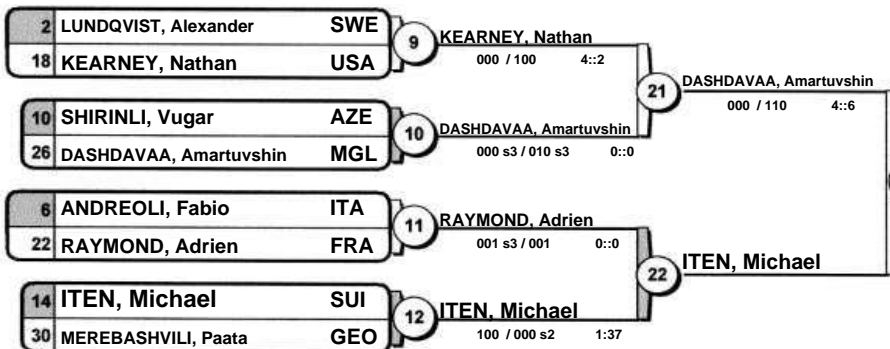 2 LUNDQVIST, Alexander SWE
18 KEARNEY, Nathan USA
9
KEARNEY, Nathan
000 / 100 4::2
10 SHIRINLI, Vugar AZE
26 DASHDAVAA, Amartuvshin MGL
10
DASHDAVAA, Amartuvshin
000 s3 / 010 s3 0::0
21
DASHDAVAA, Amartuvshin
000 / 110 4::6
6 ANDREOLI, Fabio ITA
22 RAYMOND, Adrien FRA
11
RAYMOND, Adrien
001 s3 / 001 0::0
14 ITEN, Michael SUI
30 MEREBASHVILI, Paata GEO
12
ITEN, Michael
100 / 000 s2 1:37
22
ITEN, Michael